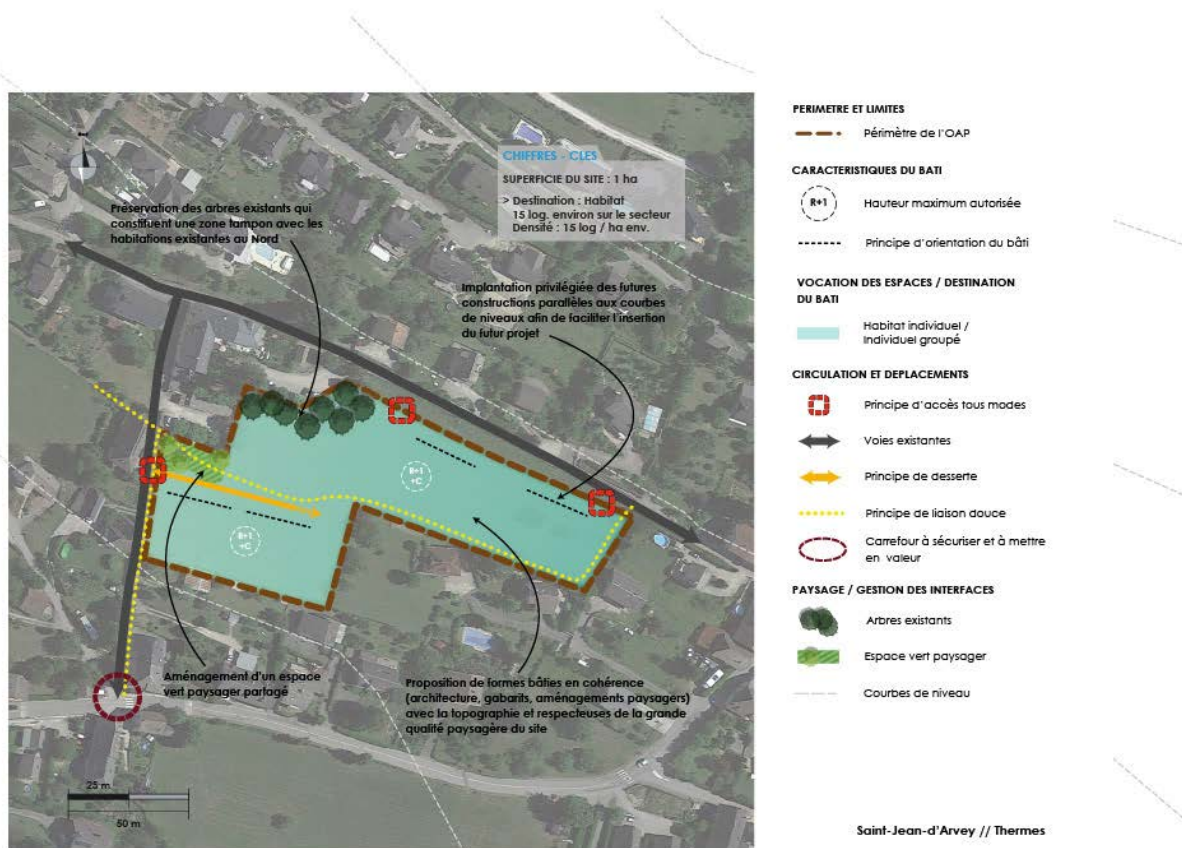 CHIFFRES - CLES
SUPERFICIE DU SITE : 1 ha
> Destination : Habitat
15 log. environ sur le secteur
Densité : 15 log / ha env.
Préservation des arbres existants qui
constituent une zone tampon avec les
habitations existantes au Nord
Implantation privilégiée des futures
constructions parallèles aux courbes
de niveaux afin de faciliter l'insertion
du futur projet
R+1
+C
R+1
+C
Aménagement d'un espace
vert paysager partagé
Proposition de formes bâties en cohérence
(architecture, gabarits, aménagements paysagers)
avec la topographie et respecteuses de la grande
qualité paysagère du site
25 m
50 m
PERIMETRE ET LIMITES
Périmètre de l'OAP
CARACTERISTIQUES DU BATI
R+1
Hauteur maximum autorisée
Principe d'orientation du bâti
VOCATION DES ESPACES / DESTINATION
DU BATI
Habitat individuel /
Individuel groupé
CIRCULATION ET DEPLACEMENTS
Principe d'accès tous modes
Voies existantes
Principe de desserte
Principe de liaison douce
Carrefour à sécuriser et à mettre
en valeur
PAYSAGE / GESTION DES INTERFACES
Arbres existants
Espace vert paysager
Courbes de niveau
Saint-Jean-d'Arvey // Thermes